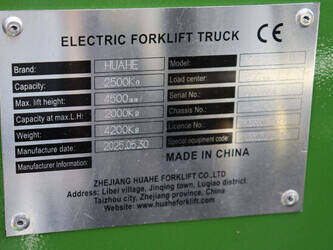 ELECTRIC FORKLIFT TRUCK CE
Brand: HUAHE Model:
Capacity: 2500Kg Load center:
Max. lift height: 4500mm Serial No.:
Capacity at max.L.H: 2000Kg Chassis No.:
Weight: 4200Kg Licence No.:
Manufacture date: 2025.05.30 Special equipment code:
Manufacturer Information: MADE IN CHINA
ZHEJIANG HUAHE FORKLIFT CO.,LTD
Address: Libei village, Jinqing town, Luqiao district.
Taizhou city, Zhejiang province, China
Website: www.huaheforklift.com